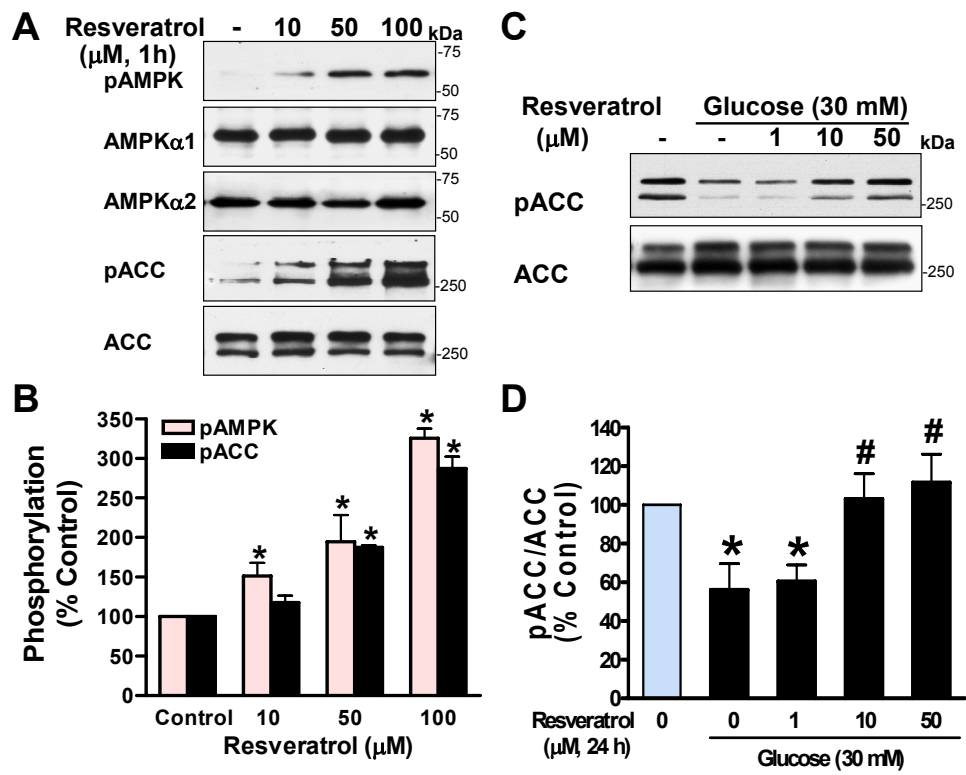 A
Resveratrol - 10 50 100 kDa
(μM, 1h)
pAMPK
-75
-50
AMPKα1
-75
-50
AMPKα2
-75
-50
pACC
-250
ACC
-250
C
Resveratrol Glucose (30 mM)
(μM) - - 1 10 50 kDa
pACC
-250
ACC
-250
B
Phosphorylation
(% Control)
350
300
250
200
150
100
50
0
pAMPK
pACC
* * * * *
Control 10 50 100
Resveratrol (μM)
D
pACC/ACC
(% Control)
140
120
100
80
60
40
20
0
* * # #
Resveratrol 0 0 1 10 50
(μM, 24 h)
Glucose (30 mM)